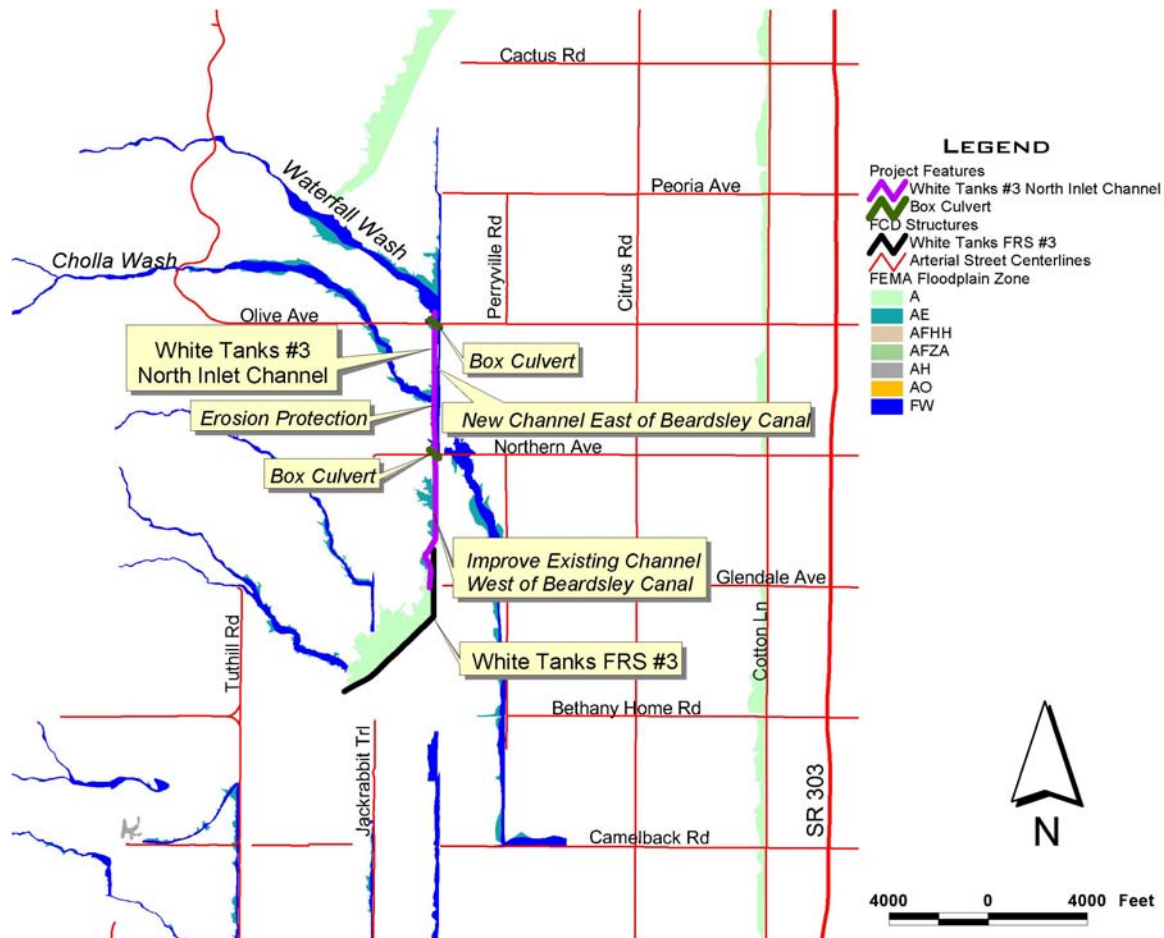 Cactus Rd
Peoria Ave
Waterfall Wash
Cholla Wash
Perryville Rd
Citrus Rd
Olive Ave
White Tanks #3
North Inlet Channel
Box Culvert
Erosion Protection
New Channel East of Beardsley Canal
Northern Ave
Box Culvert
Improve Existing Channel
West of Beardsley Canal
Glendale Ave
Tuthill Rd
Cotton Ln
White Tanks FRS #3
Bethany Home Rd
Jackrabbit Trl
SR 303
Camelback Rd
LEGEND
Project Features
White Tanks #3 North Inlet Channel
Box Culvert
FCD Structures
White Tanks FRS #3
Arterial Street Centerlines
FEMA Floodplain Zone
A
AE
AFHH
AFZA
AH
AO
FW
N
4000 0 4000 Feet